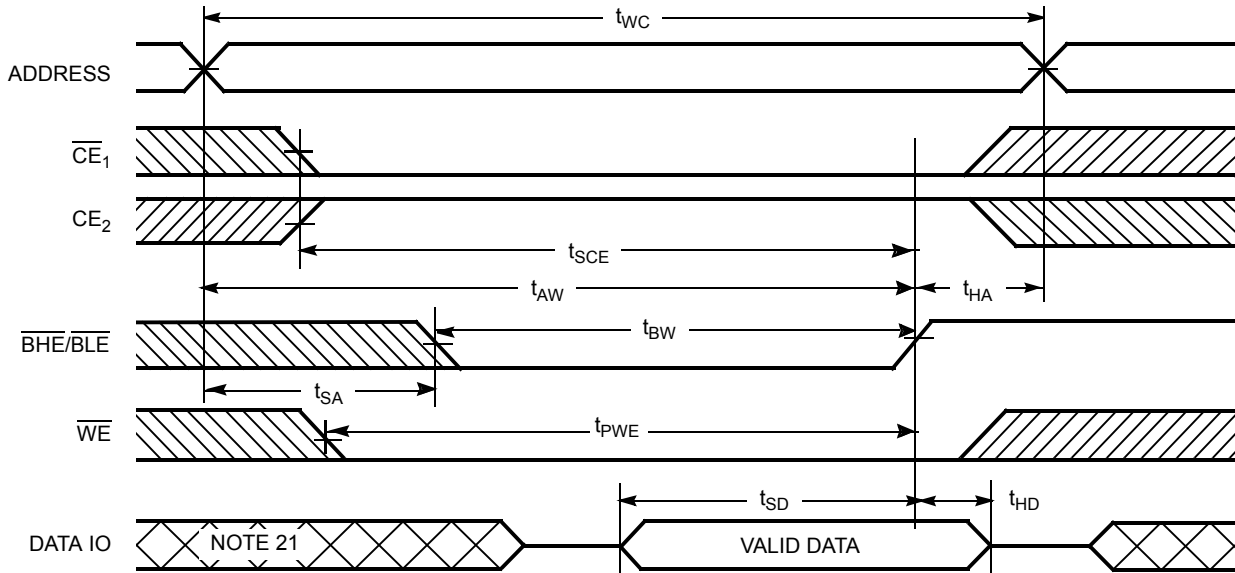 tWC
ADDRESS
CE1
CE2
tSCE
tAW
tHA
BHE/BLE
tBW
tSA
WE
tPWE
tSD
tHD
DATA IO
NOTE 21
VALID DATA